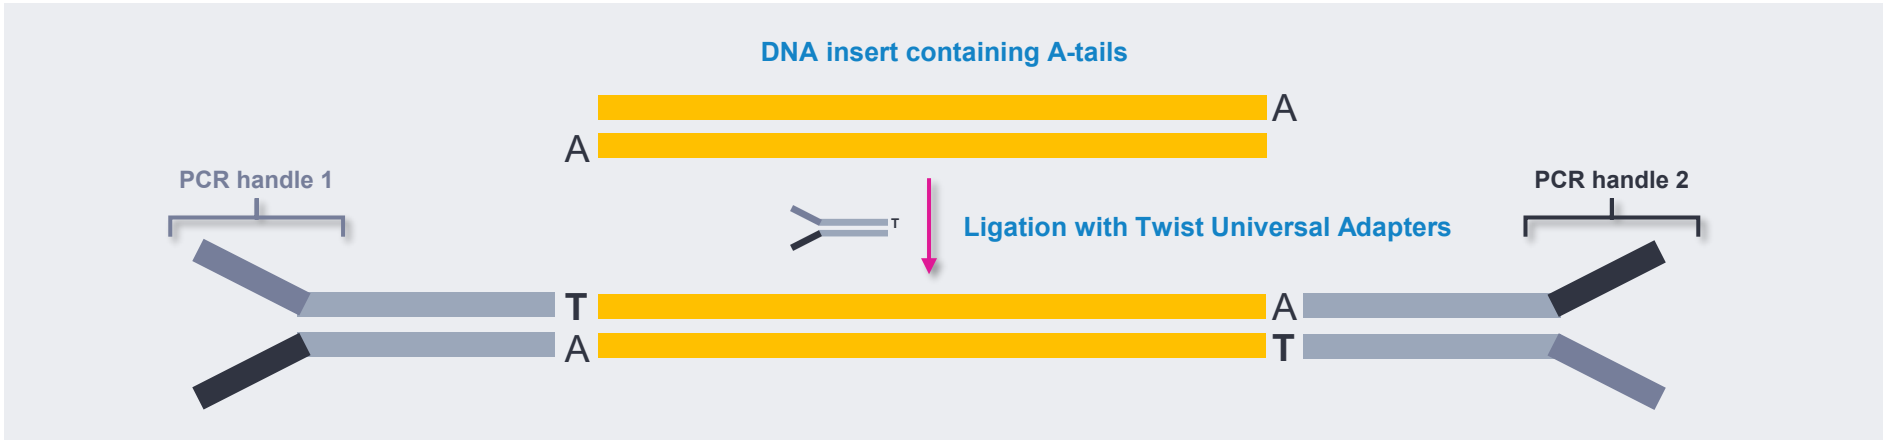 DNA insert containing A-tails
A
A
PCR handle 1
PCR handle 2
T
Ligation with Twist Universal Adapters
T
A
A
T